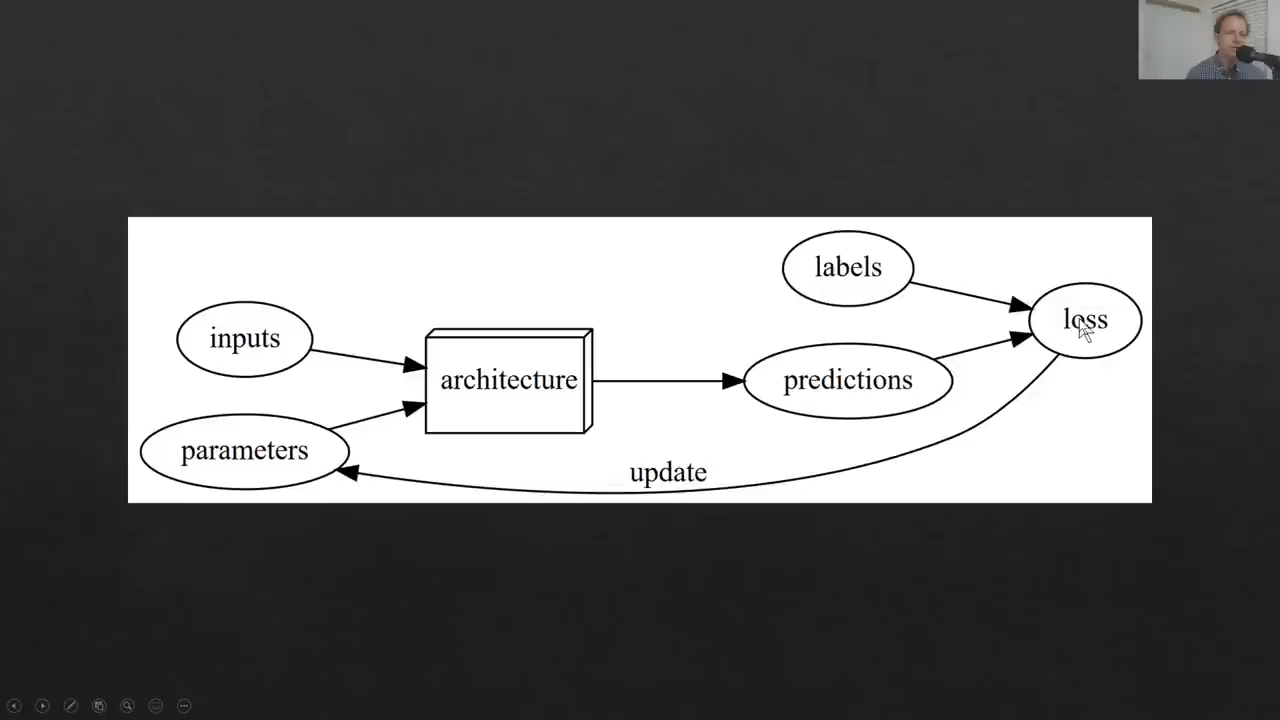 labels
loss
inputs
architecture
predictions
parameters
update